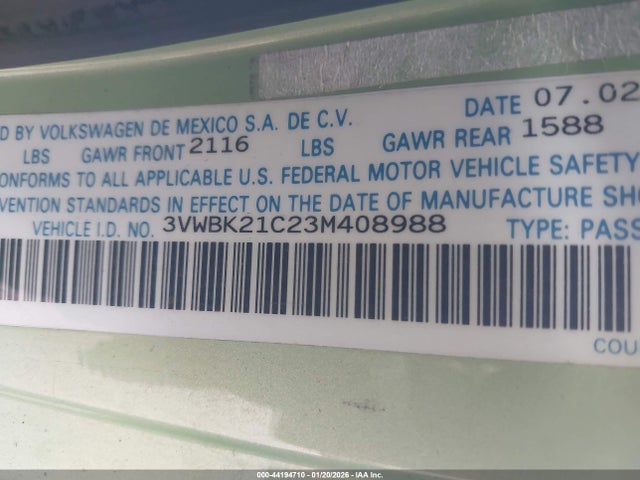 DATE 07.02
D BY VOLKSWAGEN DE MEXICO S.A. DE C.V.
LBS GAWR FRONT 2116 LBS GAWR REAR 1588
CONFORMS TO ALL APPLICABLE U.S. FEDERAL MOTOR VEHICLE SAFETY
VENTION STANDARDS IN EFFECT ON THE DATE OF MANUFACTURE SHO
VEHICLE I.D. NO. 3VWBK21C23M408988 TYPE: PASS
COU
000-44194710 - 01/20/2026 - IAA Inc.